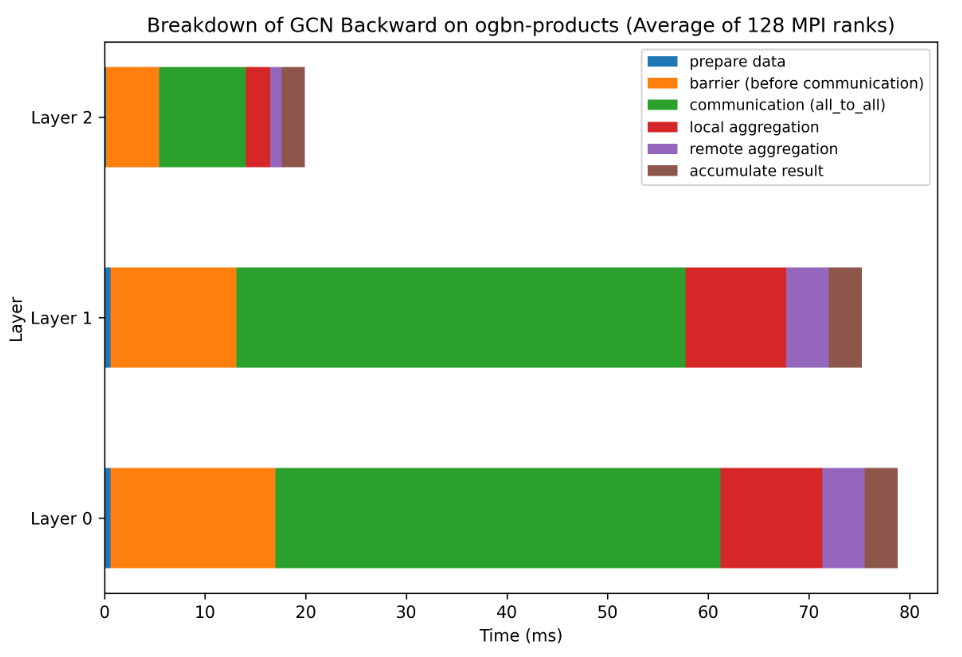 Breakdown of GCN Backward on ogbn-products (Average of 128 MPI ranks)
prepare data
barrier (before communication)
communication (all_to_all)
local aggregation
remote aggregation
accumulate result
Layer 2
Layer 1
Layer 0
Layer
0 10 20 30 40 50 60 70 80
Time (ms)